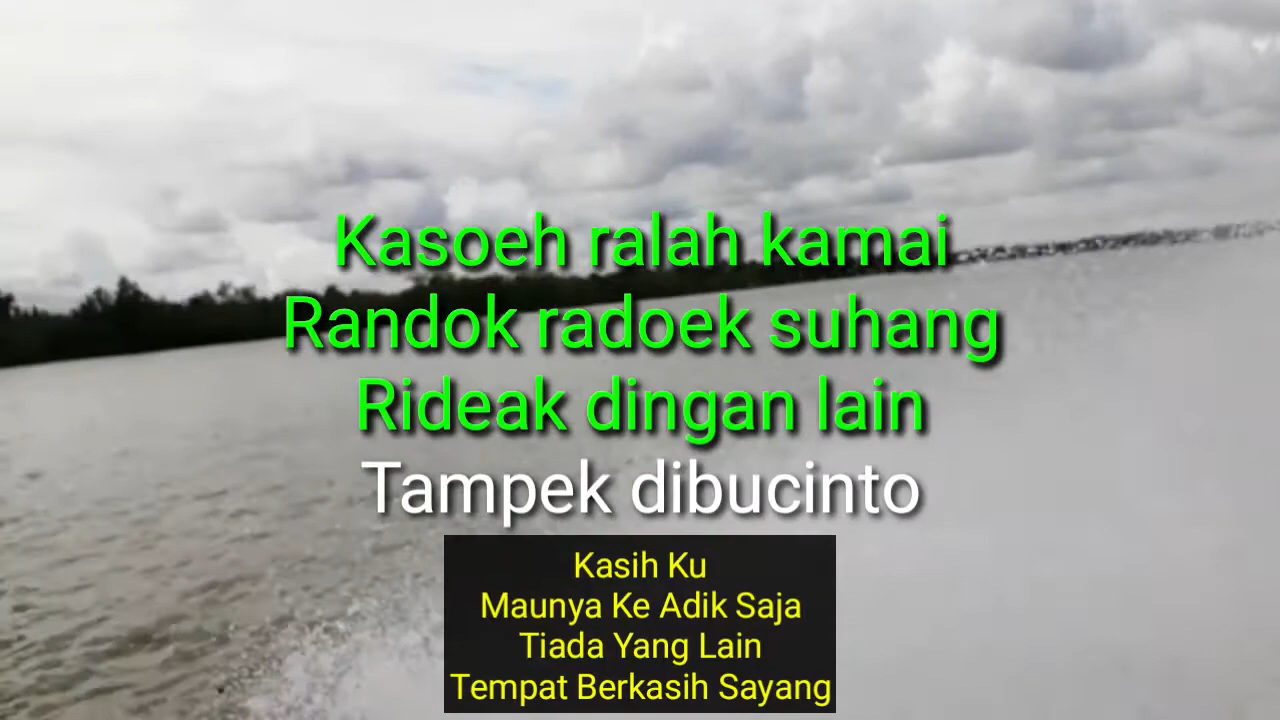 Kasoeh ralah kamai
Randok radoek suhang
Rideak dingan lain
Tampek dibucinto
Kasih Ku
Maunya Ke Adik Saja
Tiada Yang Lain
Tempat Berkasih Sayang